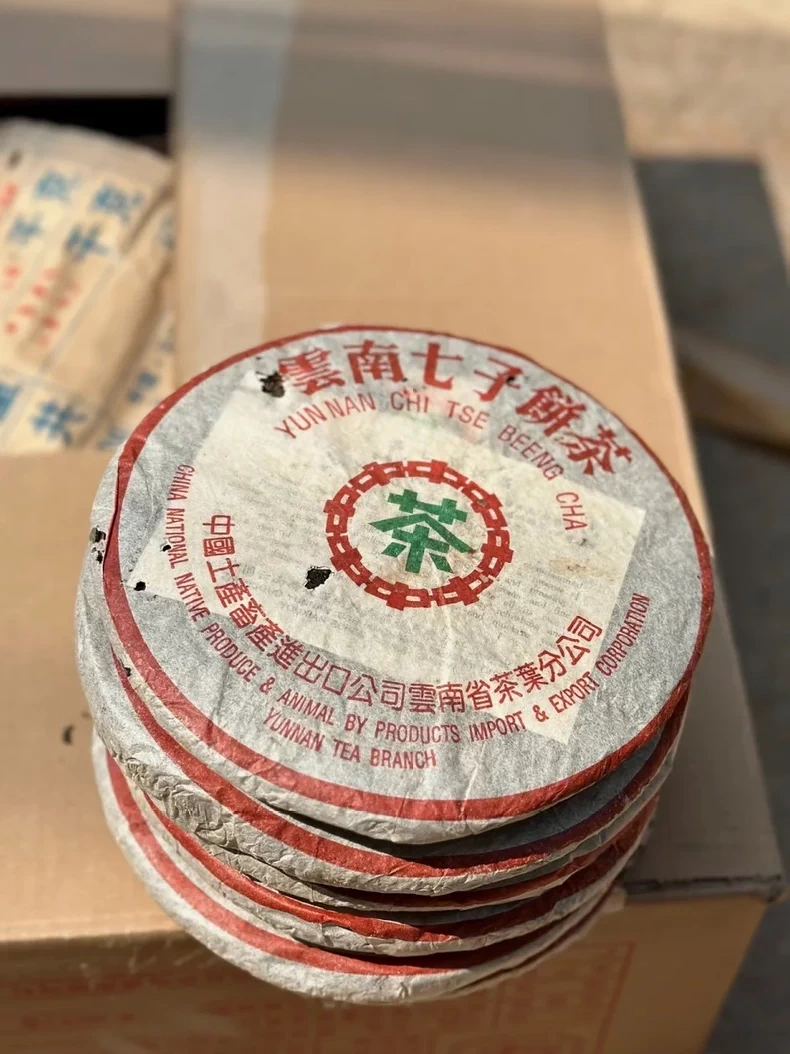 雲南七子餅茶
YUNNAN CHI TSE BEENG CHA
茶
中國土產畜產進出口公司雲南省茶葉分公司
CHINA NATIONAL NATIVE PRODUCE & ANIMAL BY PRODUCTS IMPORT & EXPORT CORPORATION
YUNNAN TEA BRANCH